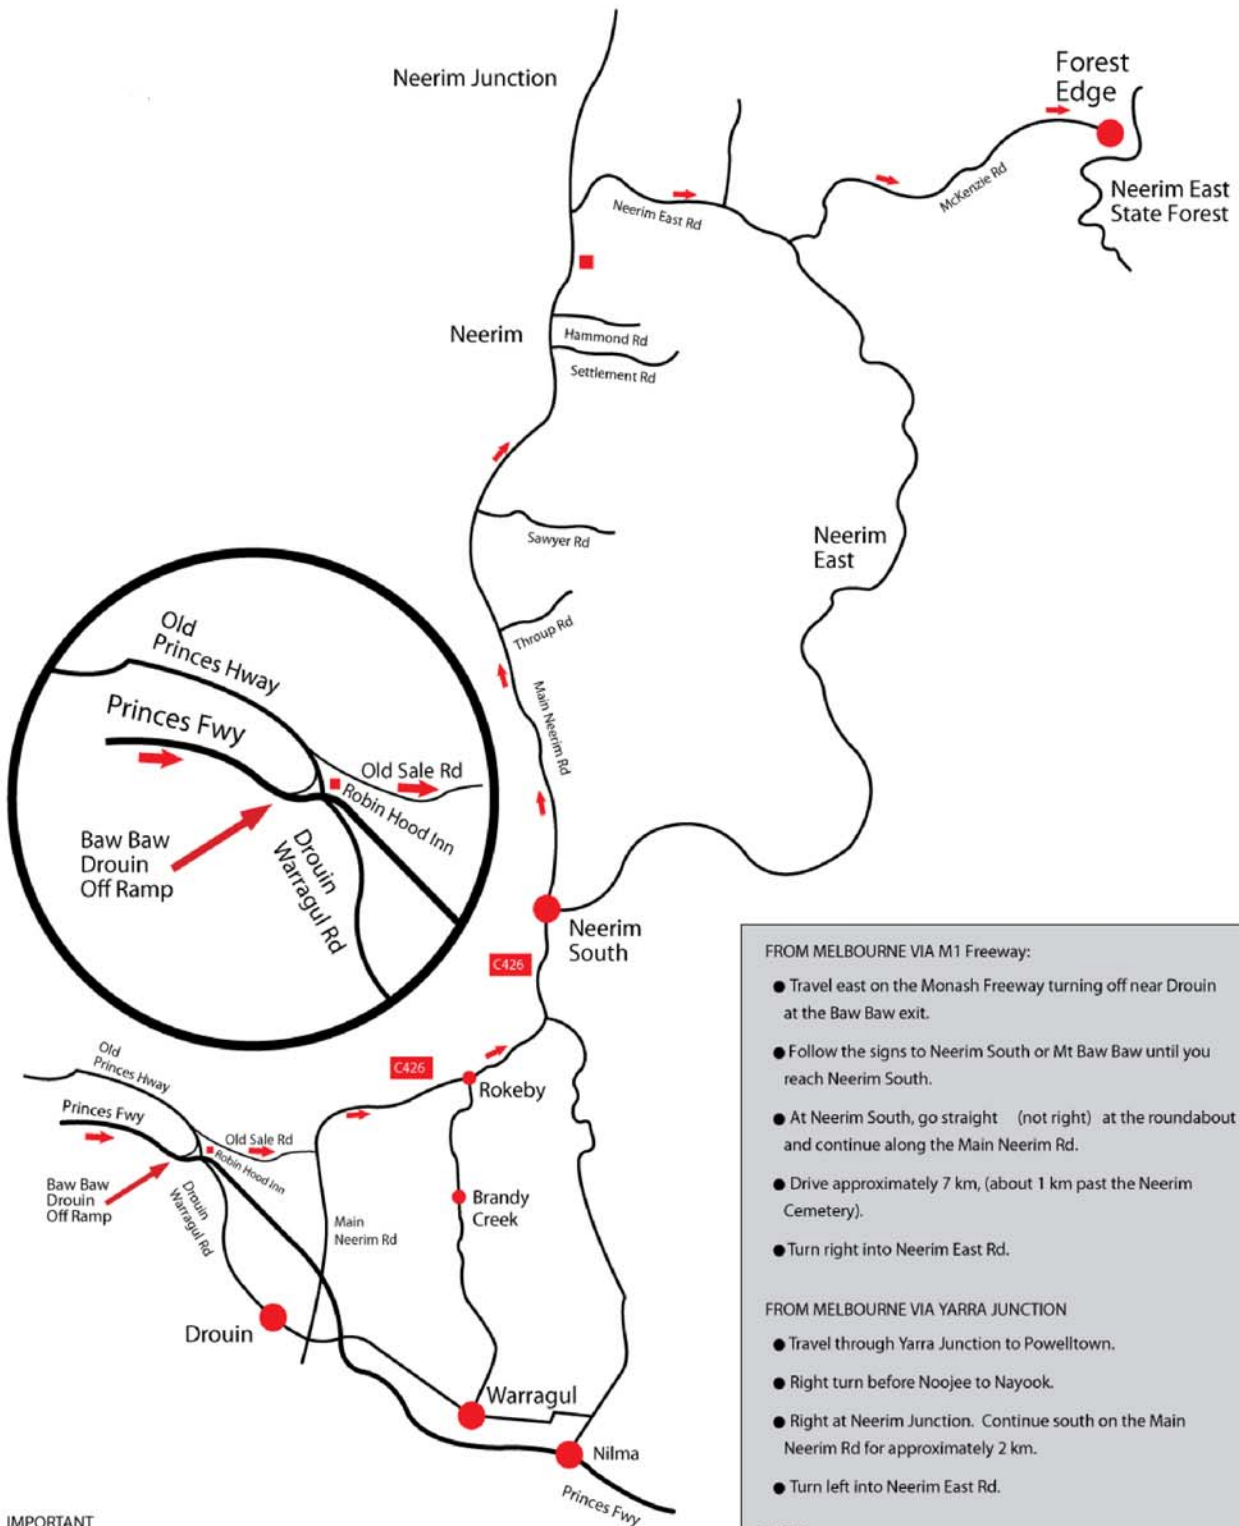 Neerim Junction
Forest
Edge
McKenzie Rd
Neerim East
State Forest
Neerim East Rd
Neerim
Hammond Rd
Settlement Rd
Sawyer Rd
Neerim
East
Throup Rd
Main Neerim Rd
Old
Princes Hway
Princes Fwy
Old Sale Rd
Robin Hood Inn
Baw Baw
Drouin
Off Ramp
Drouin
Warragul Rd
Neerim
South
C426
C426
Rokeby
Old
Princes Hway
Princes Fwy
Old Sale Rd
Robin Hood Inn
Baw Baw
Drouin
Off Ramp
Drouin
Warragul Rd
Main
Neerim Rd
Brandy
Creek
Drouin
Warragul
Nilma
Princes Fwy
IMPORTANT
FROM MELBOURNE VIA M1 Freeway:
● Travel east on the Monash Freeway turning off near Drouin
at the Baw Baw exit.
● Follow the signs to Neerim South or Mt Baw Baw until you
reach Neerim South.
● At Neerim South, go straight (not right) at the roundabout
and continue along the Main Neerim Rd.
● Drive approximately 7 km, (about 1 km past the Neerim
Cemetery).
● Turn right into Neerim East Rd.
FROM MELBOURNE VIA YARRA JUNCTION
● Travel through Yarra Junction to Powelltown.
● Right turn before Noojee to Nayook.
● Right at Neerim Junction. Continue south on the Main
Neerim Rd for approximately 2 km.
● Turn left into Neerim East Rd.